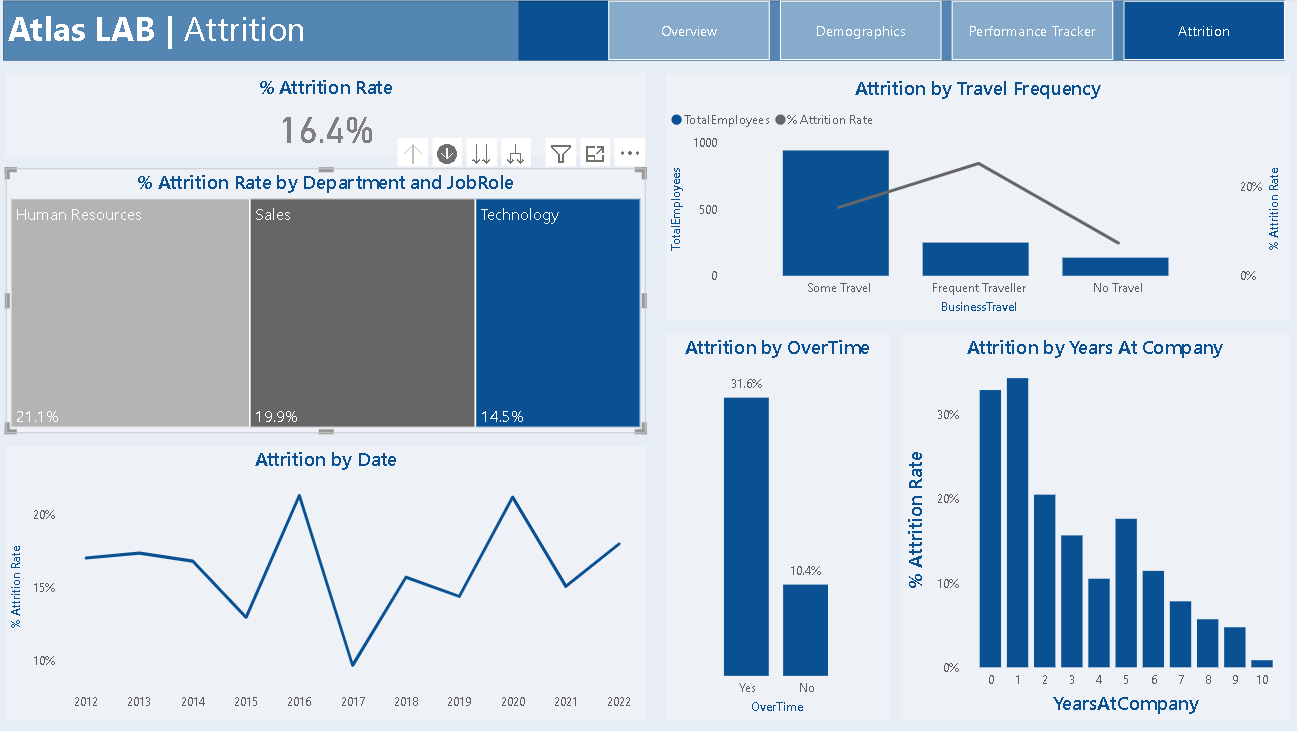 Atlas LAB | Attrition
Overview
Demographics
Performance Tracker
Attrition
% Attrition Rate
16.4%
% Attrition Rate by Department and JobRole
Human Resources
21.1%
Sales
19.9%
Technology
14.5%
Attrition by Date
% Attrition Rate
20%
15%
10%
2012 2013 2014 2015 2016 2017 2018 2019 2020 2021 2022
Attrition by Travel Frequency
TotalEmployees % Attrition Rate
TotalEmployees
1000
500
0
% Attrition Rate
20%
0%
Some Travel Frequent Traveller No Travel
BusinessTravel
Attrition by OverTime
31.6%
10.4%
Yes No
OverTime
Attrition by Years At Company
% Attrition Rate
30%
20%
10%
0%
0 1 2 3 4 5 6 7 8 9 10
YearsAtCompany